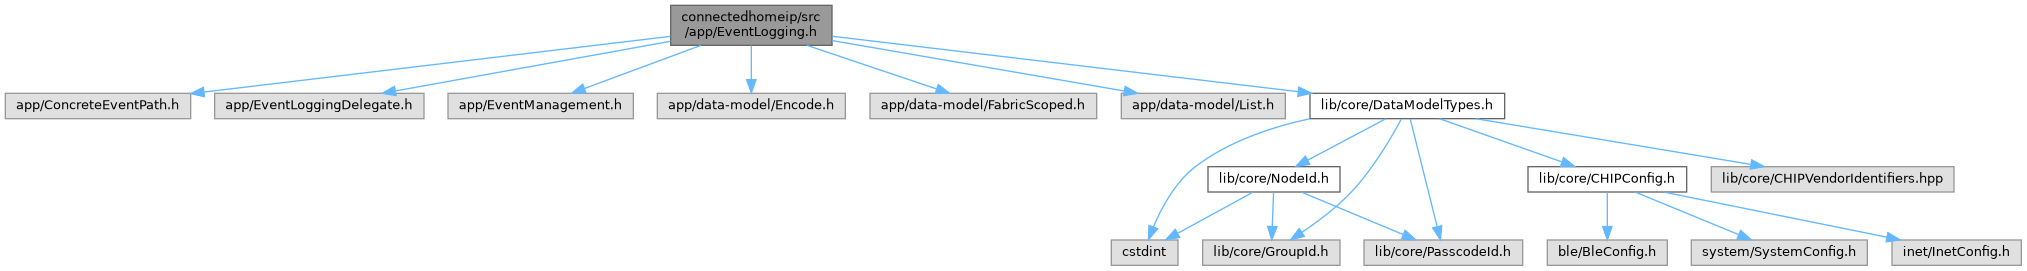 connectedhomeip/src
/app/EventLogging.h
app/ConcreteEventPath.h
app/EventLoggingDelegate.h
app/EventManagement.h
app/data-model/Encode.h
app/data-model/FabricScoped.h
app/data-model/List.h
lib/core/DataModelTypes.h
lib/core/NodeId.h
lib/core/CHIPConfig.h
lib/core/CHIPVendorIdentifiers.hpp
cstdint
lib/core/GroupId.h
lib/core/PasscodeId.h
ble/BleConfig.h
system/SystemConfig.h
inet/InetConfig.h